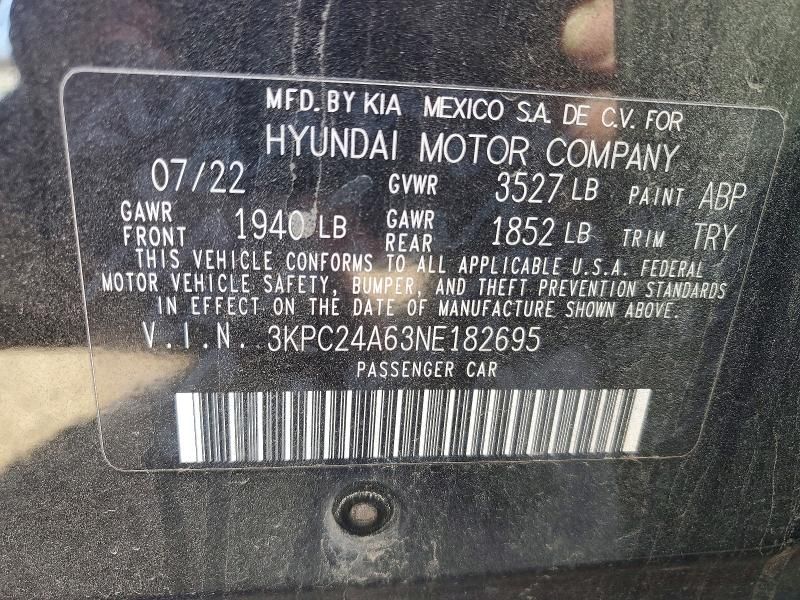 MFD. BY KIA MEXICO S.A. DE C.V. FOR
HYUNDAI MOTOR COMPANY
07/22 GVWR 3527 LB PAINT ABP
GAWR FRONT 1940 LB GAWR REAR 1852 LB TRIM TRY
THIS VEHICLE CONFORMS TO ALL APPLICABLE U.S.A. FEDERAL
MOTOR VEHICLE SAFETY, BUMPER, AND THEFT PREVENTION STANDARDS
IN EFFECT ON THE DATE OF MANUFACTURE SHOWN ABOVE.
V.I.N. 3KPC24A63NE182695
PASSENGER CAR